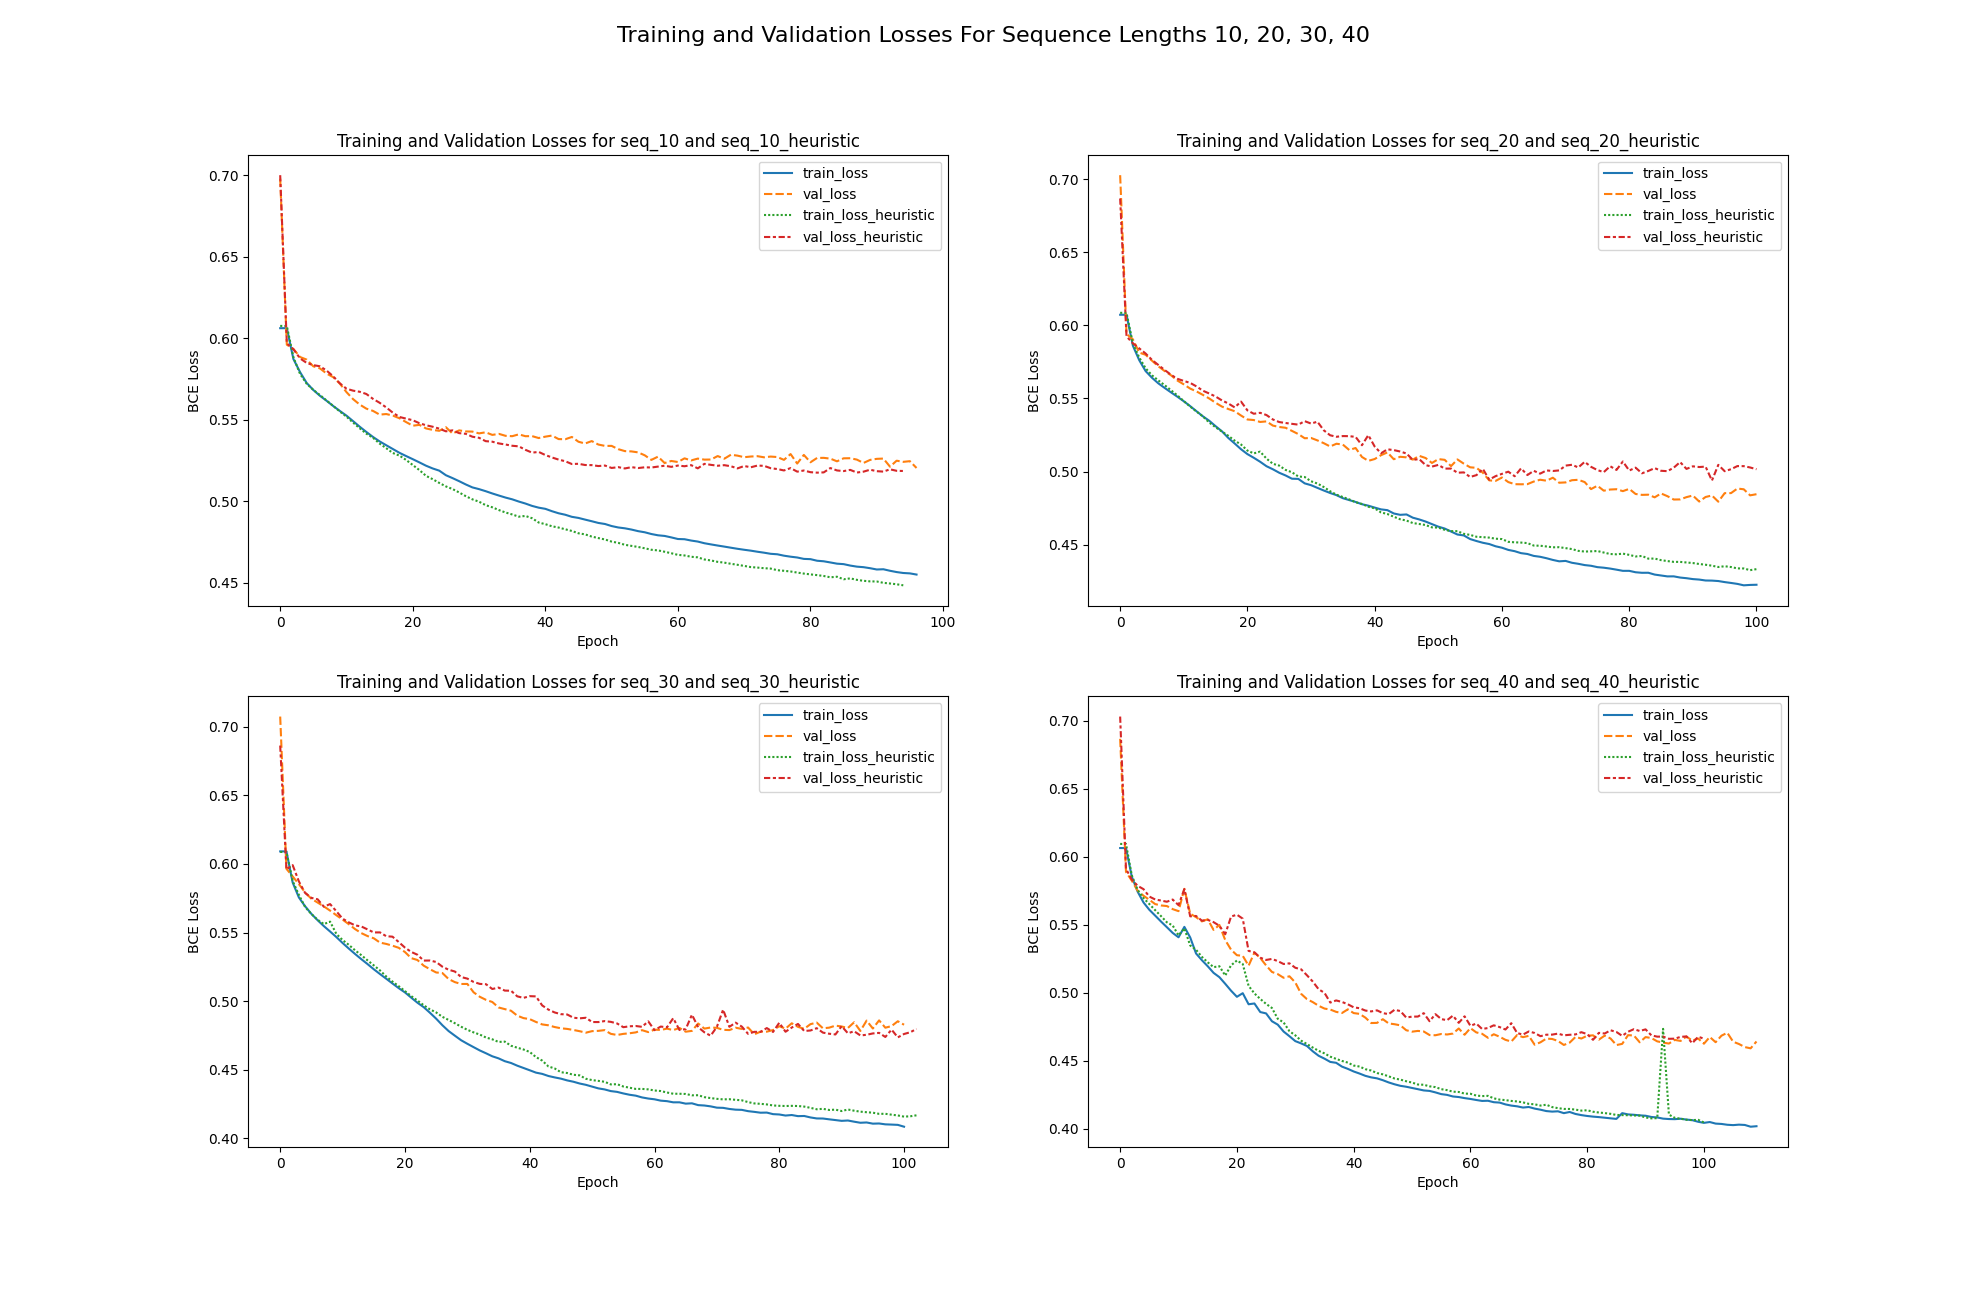 Training and Validation Losses For Sequence Lengths 10, 20, 30, 40
Training and Validation Losses for seq_10 and seq_10_heuristic
train_loss
val_loss
train_loss_heuristic
val_loss_heuristic
0.70
0.65
0.60
0.55
0.50
0.45
BCE Loss
0 20 40 60 80 100
Epoch
Training and Validation Losses for seq_20 and seq_20_heuristic
train_loss
val_loss
train_loss_heuristic
val_loss_heuristic
0.70
0.65
0.60
0.55
0.50
0.45
BCE Loss
0 20 40 60 80 100
Epoch
Training and Validation Losses for seq_30 and seq_30_heuristic
train_loss
val_loss
train_loss_heuristic
val_loss_heuristic
0.70
0.65
0.60
0.55
0.50
0.45
0.40
BCE Loss
0 20 40 60 80 100
Epoch
Training and Validation Losses for seq_40 and seq_40_heuristic
train_loss
val_loss
train_loss_heuristic
val_loss_heuristic
0.70
0.65
0.60
0.55
0.50
0.45
0.40
BCE Loss
0 20 40 60 80 100
Epoch